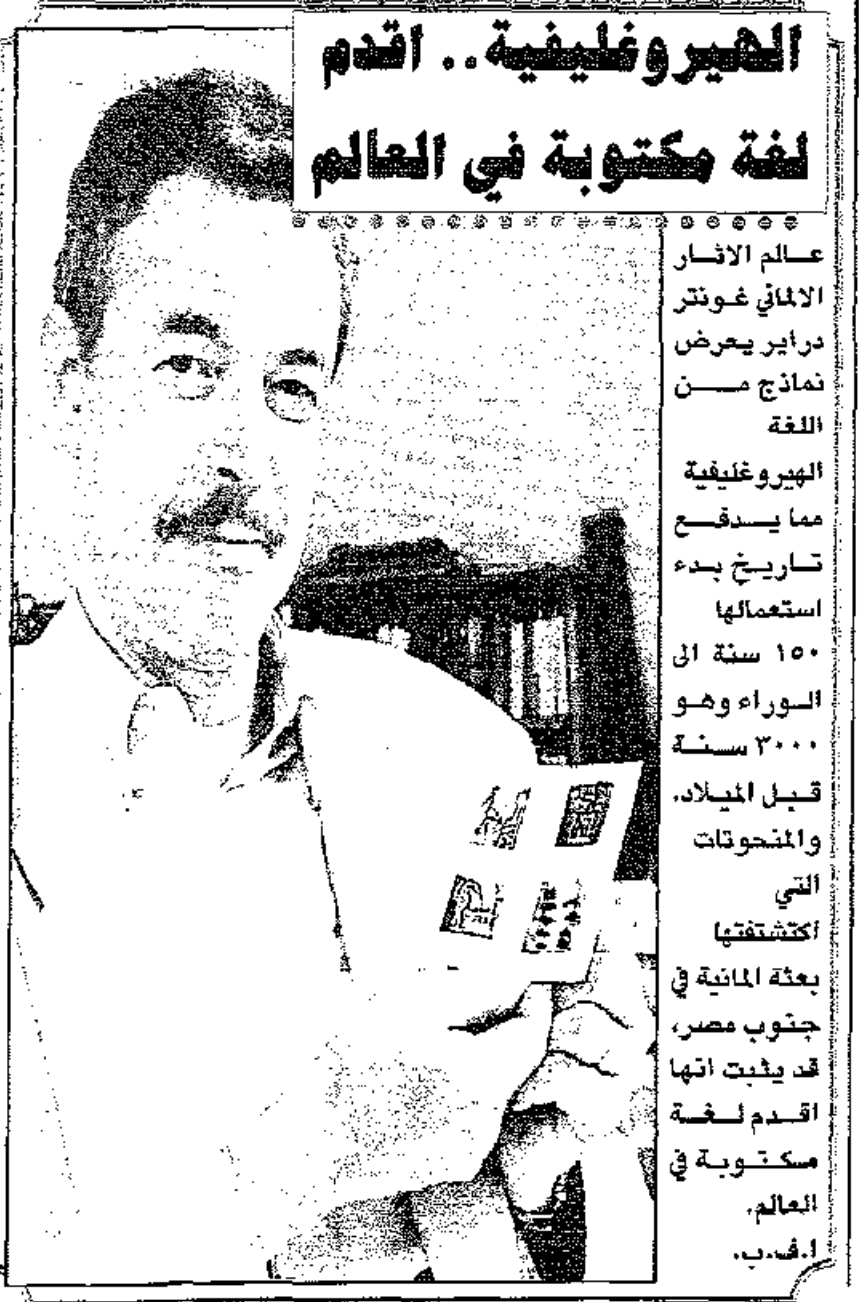 الهيروغليفية.. اقدم
لغة مكتوبة في العالم
عالم الاثار
الالماني غونتر
دراير يعرض
نماذج من
اللغة
الهيروغليفية
مما يدفع
تاريخ بدء
استعمالها
١٥٠ سنة الى
الوراء وهو
٣٠٠٠ سنة
قبل الميلاد.
والمنحوتات
التي
اكتشتفتها
بعثة المانية في
جنوب مصر،
قد يثبت انها
اقدم لغة
مكتوبة في
العالم.
ا.ف.ب.